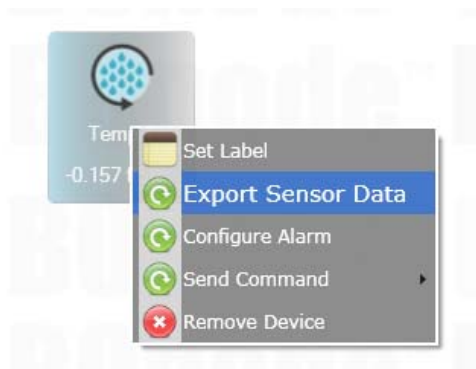 Tem
-0.157
Set Label
Export Sensor Data
Configure Alarm
Send Command
Remove Device